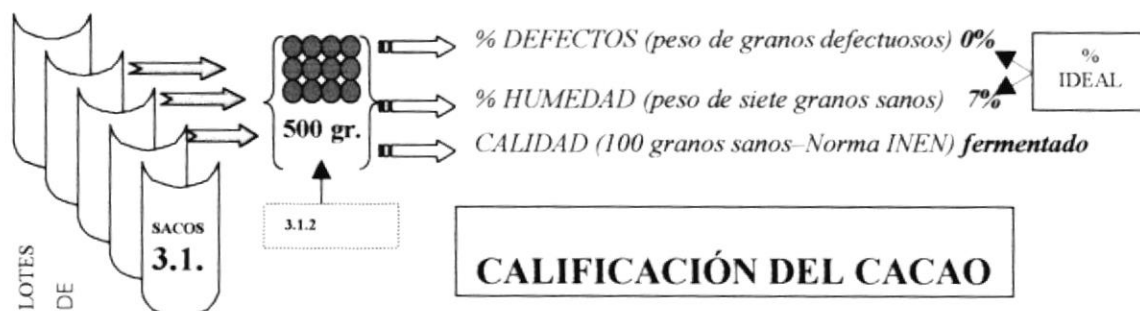 % DEFECTOS (peso de granos defectuosos) 0%
%
IDEAL
% HUMEDAD (peso de siete granos sanos) 7%
500 gr.
CALIDAD (100 granos sanos–Norma INEN) fermentado
3.1.2
SACOS
3.1.
LOTES
DE
CALIFICACIÓN DEL CACAO